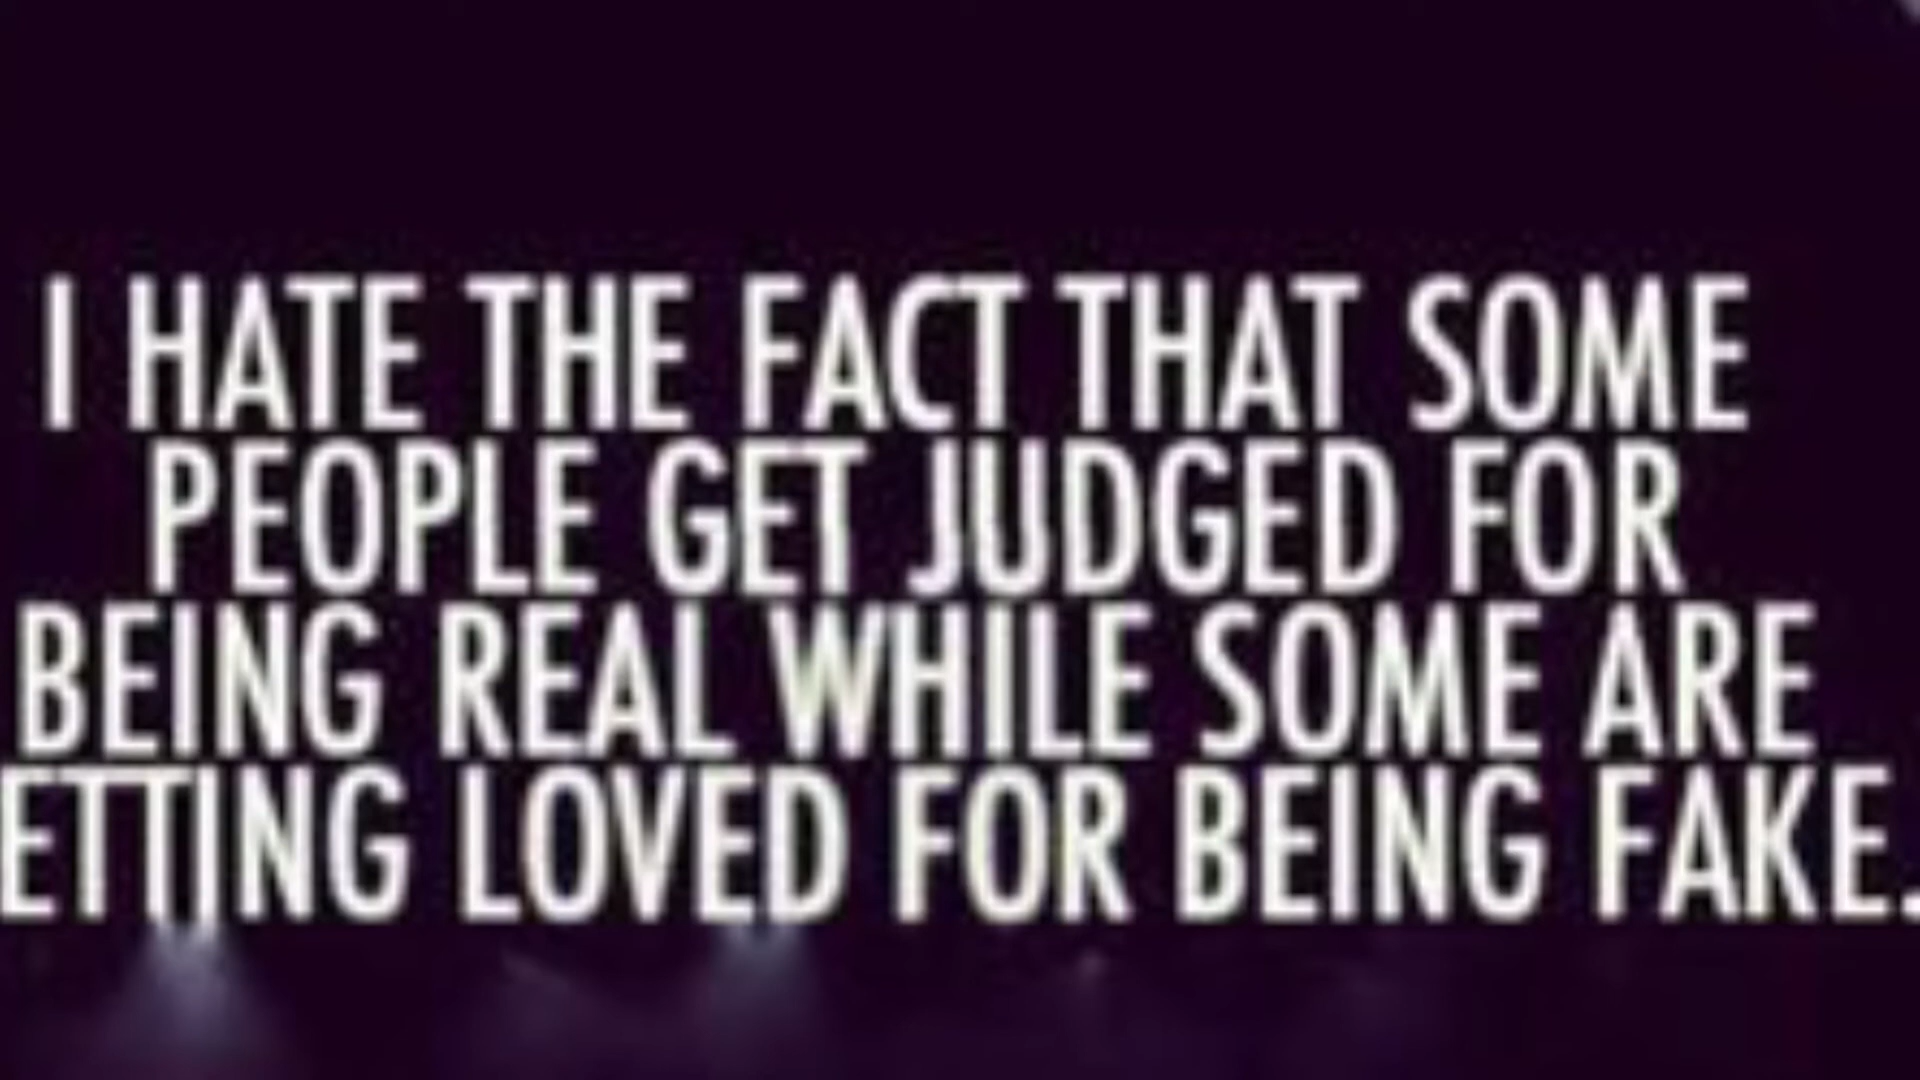 I HATE THE FACT THAT SOME
PEOPLE GET JUDGED FOR
BEING REAL WHILE SOME ARE
ETTING LOVED FOR BEING FAKE.